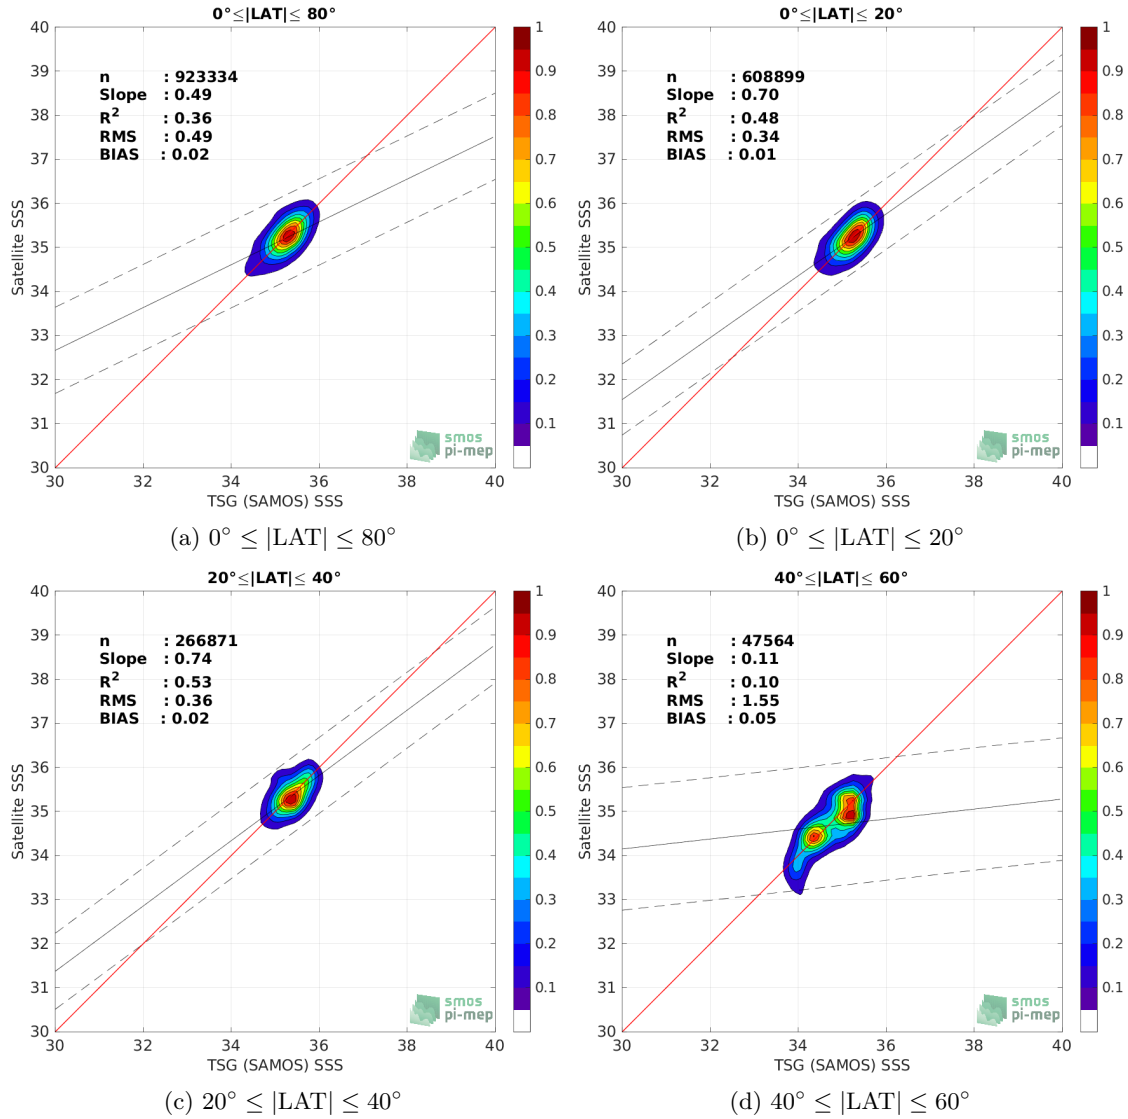 0°≤|LAT|≤ 80°
40
39
38
37
36
35
34
33
32
31
30
Satellite SSS
n : 923334
Slope : 0.49
R² : 0.36
RMS : 0.49
BIAS : 0.02
smos
pi-mep
30 32 34 36 38 40
TSG (SAMOS) SSS
1
0.9
0.8
0.7
0.6
0.5
0.4
0.3
0.2
0.1
(a) 0° ≤ |LAT| ≤ 80°
0°≤|LAT|≤ 20°
40
39
38
37
36
35
34
33
32
31
30
Satellite SSS
n : 608899
Slope : 0.70
R² : 0.48
RMS : 0.34
BIAS : 0.01
smos
pi-mep
30 32 34 36 38 40
TSG (SAMOS) SSS
1
0.9
0.8
0.7
0.6
0.5
0.4
0.3
0.2
0.1
(b) 0° ≤ |LAT| ≤ 20°
20°≤|LAT|≤ 40°
40
39
38
37
36
35
34
33
32
31
30
Satellite SSS
n : 266871
Slope : 0.74
R² : 0.53
RMS : 0.36
BIAS : 0.02
smos
pi-mep
30 32 34 36 38 40
TSG (SAMOS) SSS
1
0.9
0.8
0.7
0.6
0.5
0.4
0.3
0.2
0.1
(c) 20° ≤ |LAT| ≤ 40°
40°≤|LAT|≤ 60°
40
39
38
37
36
35
34
33
32
31
30
Satellite SSS
n : 47564
Slope : 0.11
R² : 0.10
RMS : 1.55
BIAS : 0.05
smos
pi-mep
30 32 34 36 38 40
TSG (SAMOS) SSS
1
0.9
0.8
0.7
0.6
0.5
0.4
0.3
0.2
0.1
(d) 40° ≤ |LAT| ≤ 60°